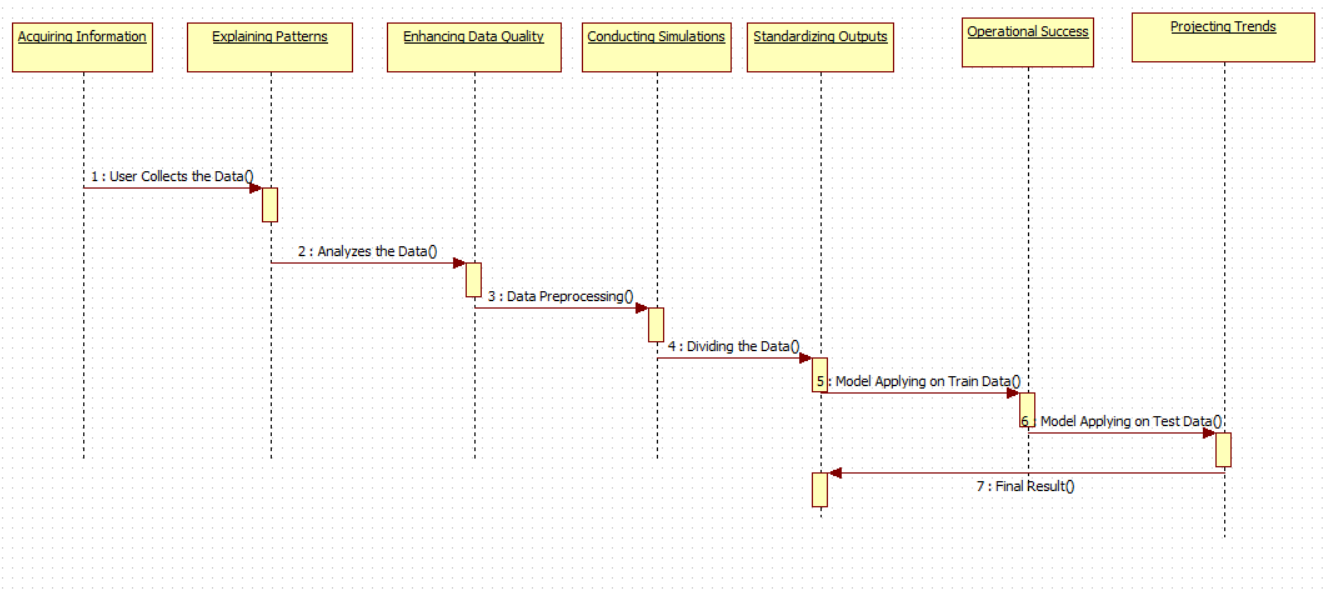 Acquiring Information
Explaining Patterns
Enhancing Data Quality
Conducting Simulations
Standardizing Outputs
Operational Success
Projecting Trends
1 : User Collects the Data()
2 : Analyzes the Data()
3 : Data Preprocessing()
4 : Dividing the Data()
5 : Model Applying on Train Data()
6 : Model Applying on Test Data()
7 : Final Result()